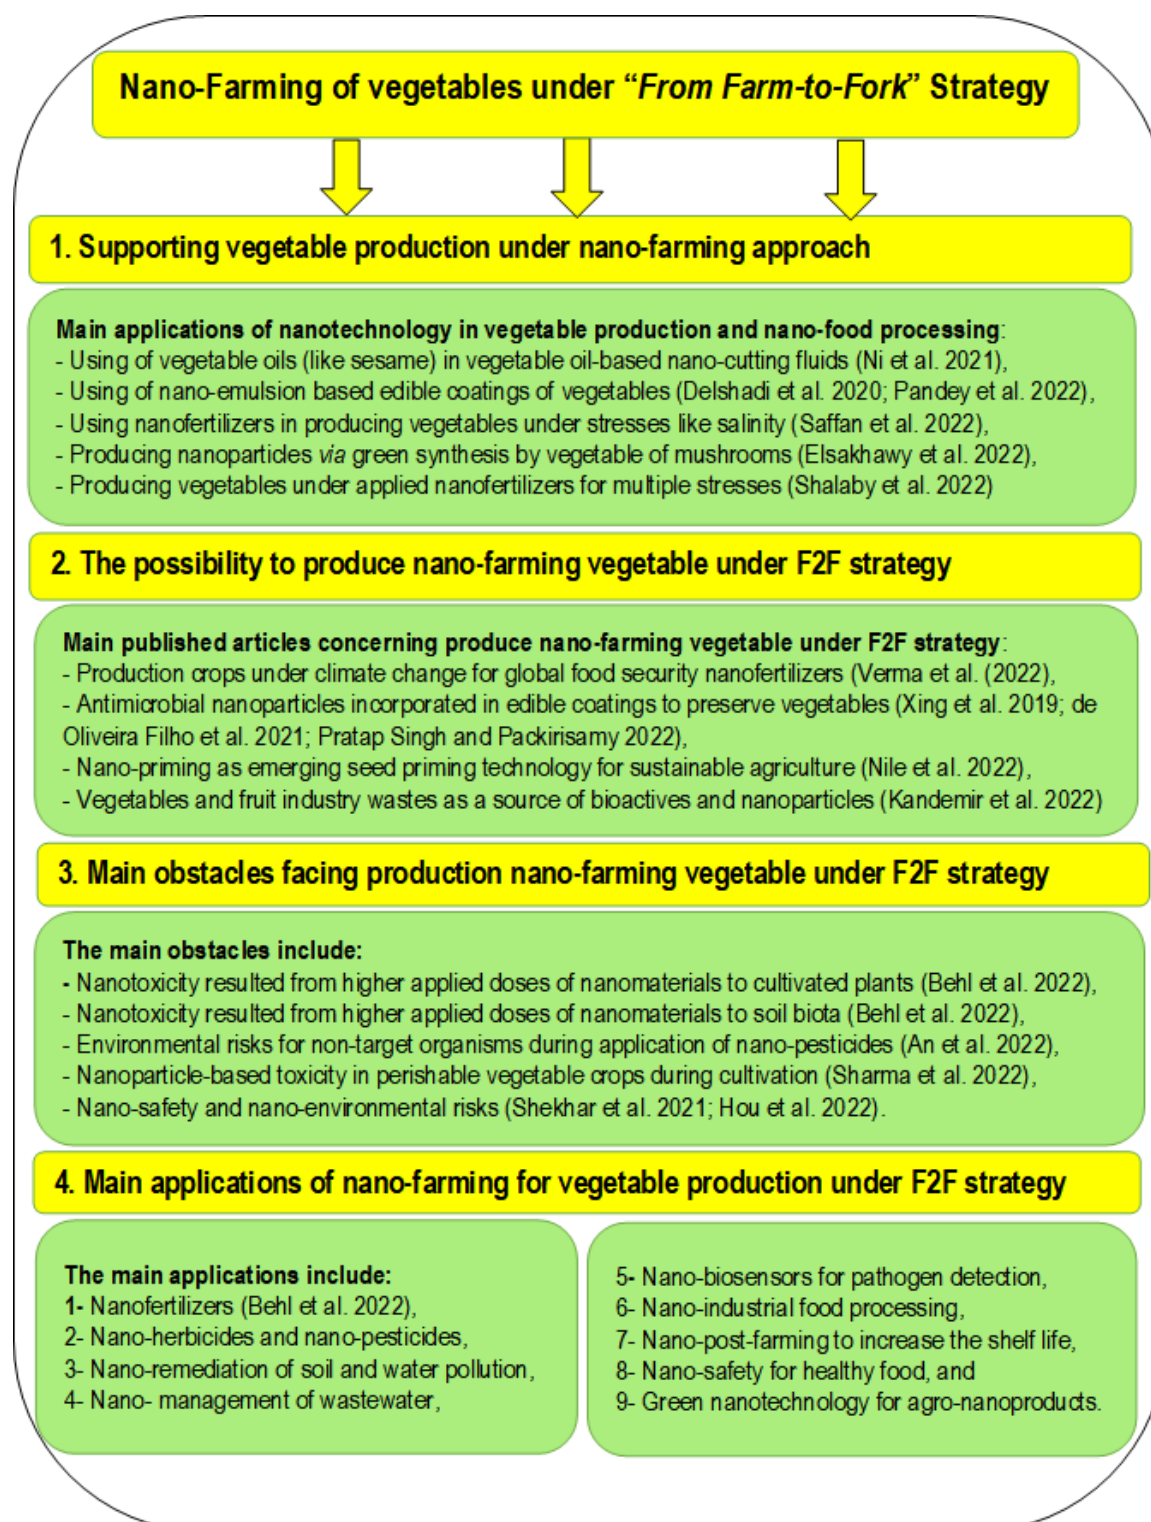 Nano-Farming of vegetables under “From Farm-to-Fork” Strategy
1. Supporting vegetable production under nano-farming approach
Main applications of nanotechnology in vegetable production and nano-food processing:
- Using of vegetable oils (like sesame) in vegetable oil-based nano-cutting fluids (Ni et al. 2021),
- Using of nano-emulsion based edible coatings of vegetables (Delshadi et al. 2020; Pandey et al. 2022),
- Using nanofertilizers in producing vegetables under stresses like salinity (Saffan et al. 2022),
- Producing nanoparticles via green synthesis by vegetable of mushrooms (Elsakhawy et al. 2022),
- Producing vegetables under applied nanofertilizers for multiple stresses (Shalaby et al. 2022)
2. The possibility to produce nano-farming vegetable under F2F strategy
Main published articles concerning produce nano-farming vegetable under F2F strategy:
- Production crops under climate change for global food security nanofertilizers (Verma et al. (2022),
- Antimicrobial nanoparticles incorporated in edible coatings to preserve vegetables (Xing et al. 2019; de
Oliveira Filho et al. 2021; Pratap Singh and Packirisamy 2022),
- Nano-priming as emerging seed priming technology for sustainable agriculture (Nile et al. 2022),
- Vegetables and fruit industry wastes as a source of bioactives and nanoparticles (Kandemir et al. 2022)
3. Main obstacles facing production nano-farming vegetable under F2F strategy
The main obstacles include:
- Nanotoxicity resulted from higher applied doses of nanomaterials to cultivated plants (Behl et al. 2022),
- Nanotoxicity resulted from higher applied doses of nanomaterials to soil biota (Behl et al. 2022),
- Environmental risks for non-target organisms during application of nano-pesticides (An et al. 2022),
- Nanoparticle-based toxicity in perishable vegetable crops during cultivation (Sharma et al. 2022),
- Nano-safety and nano-environmental risks (Shekhar et al. 2021; Hou et al. 2022).
4. Main applications of nano-farming for vegetable production under F2F strategy
The main applications include:
1- Nanofertilizers (Behl et al. 2022),
2- Nano-herbicides and nano-pesticides,
3- Nano-remediation of soil and water pollution,
4- Nano- management of wastewater,
5- Nano-biosensors for pathogen detection,
6- Nano-industrial food processing,
7- Nano-post-farming to increase the shelf life,
8- Nano-safety for healthy food, and
9- Green nanotechnology for agro-nanoproducts.